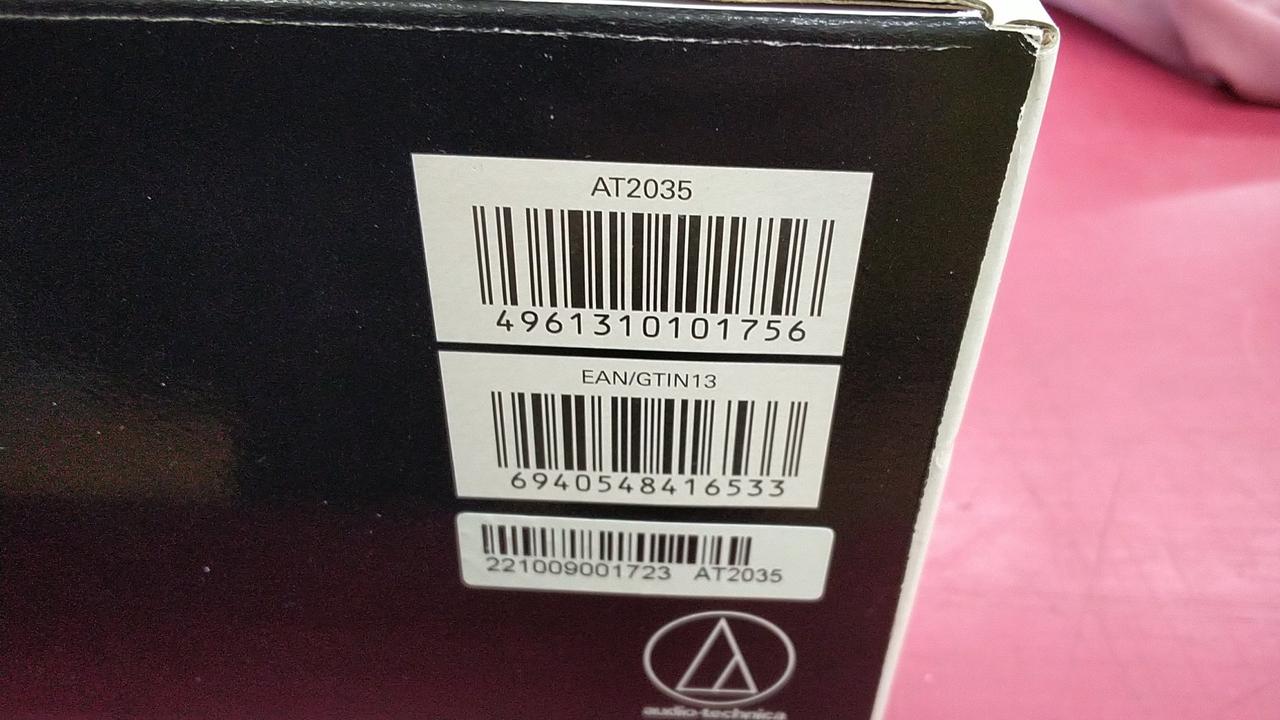 AT2035
4961310101756
EAN/GTIN13
6940548416533
221009001723 AT2035
audio-technica